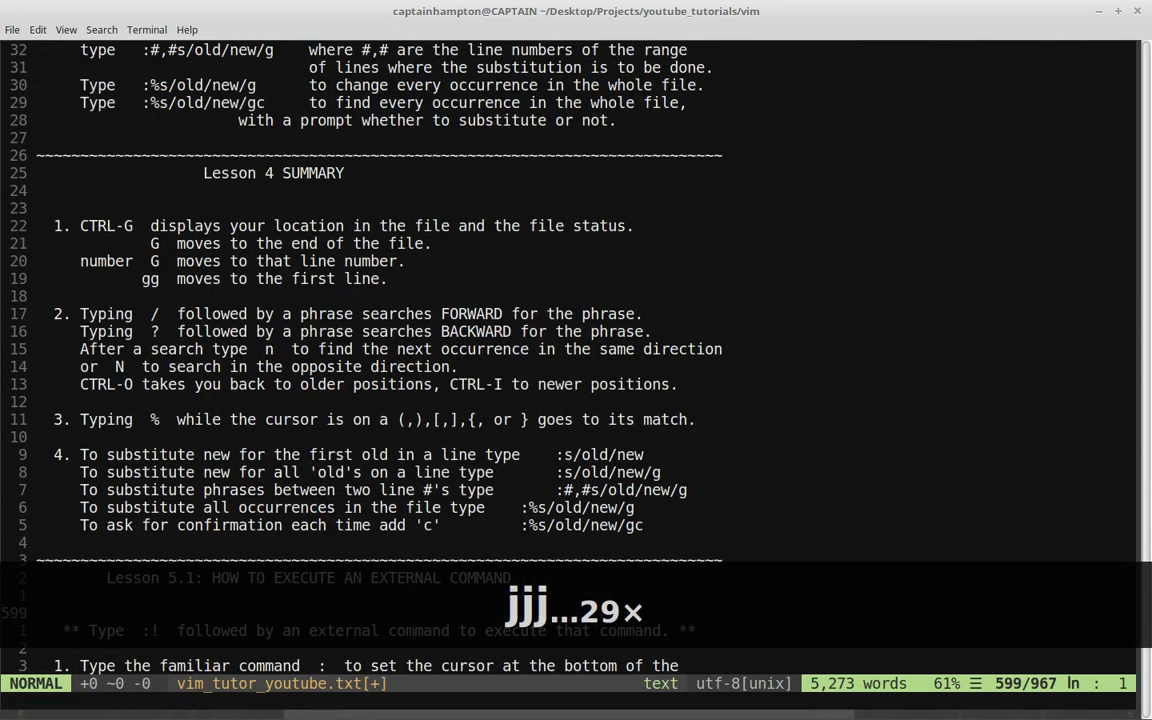 captainhampton@CAPTAIN ~/Desktop/Projects/youtube_tutorials/vim
File Edit View Search Terminal Help
32 type :#,#s/old/new/g where #,# are the line numbers of the range
31 of lines where the substitution is to be done.
30 Type :%s/old/new/g to change every occurrence in the whole file.
29 Type :%s/old/new/gc to find every occurrence in the whole file,
28 with a prompt whether to substitute or not.
27
26 ~~~~~~~~~~~~~~~~~~~~~~~~~~~~~~~~~~~~~~~~~~~~~~~~~~~~~~~~~~~~~~~~~~~~~~~~~~~~~~
25 Lesson 4 SUMMARY
24
23
22 1. CTRL-G displays your location in the file and the file status.
21 G moves to the end of the file.
20 number G moves to that line number.
19 gg moves to the first line.
18
17 2. Typing / followed by a phrase searches FORWARD for the phrase.
16 Typing ? followed by a phrase searches BACKWARD for the phrase.
15 After a search type n to find the next occurrence in the same direction
14 or N to search in the opposite direction.
13 CTRL-O takes you back to older positions, CTRL-I to newer positions.
12
11 3. Typing % while the cursor is on a (,),[,],{, or } goes to its match.
10
9 4. To substitute new for the first old in a line type :s/old/new
8 To substitute new for all 'old's on a line type :s/old/new/g
7 To substitute phrases between two line #'s type :#,#s/old/new/g
6 To substitute all occurrences in the file type :%s/old/new/g
5 To ask for confirmation each time add 'c' :%s/old/new/gc
4
3 ~~~~~~~~~~~~~~~~~~~~~~~~~~~~~~~~~~~~~~~~~~~~~~~~~~~~~~~~~~~~~~~~~~~~~~~~~~~~~~
2 Lesson 5.1: HOW TO EXECUTE AN EXTERNAL COMMAND
1
599
jjj...29×
1 ** Type :! followed by an external command to execute that command. **
2
3 1. Type the familiar command : to set the cursor at the bottom of the
NORMAL +0 ~0 -0 vim_tutor_youtube.txt[+] text utf-8[unix] 5,273 words 61% ☰ 599/967 ln : 1